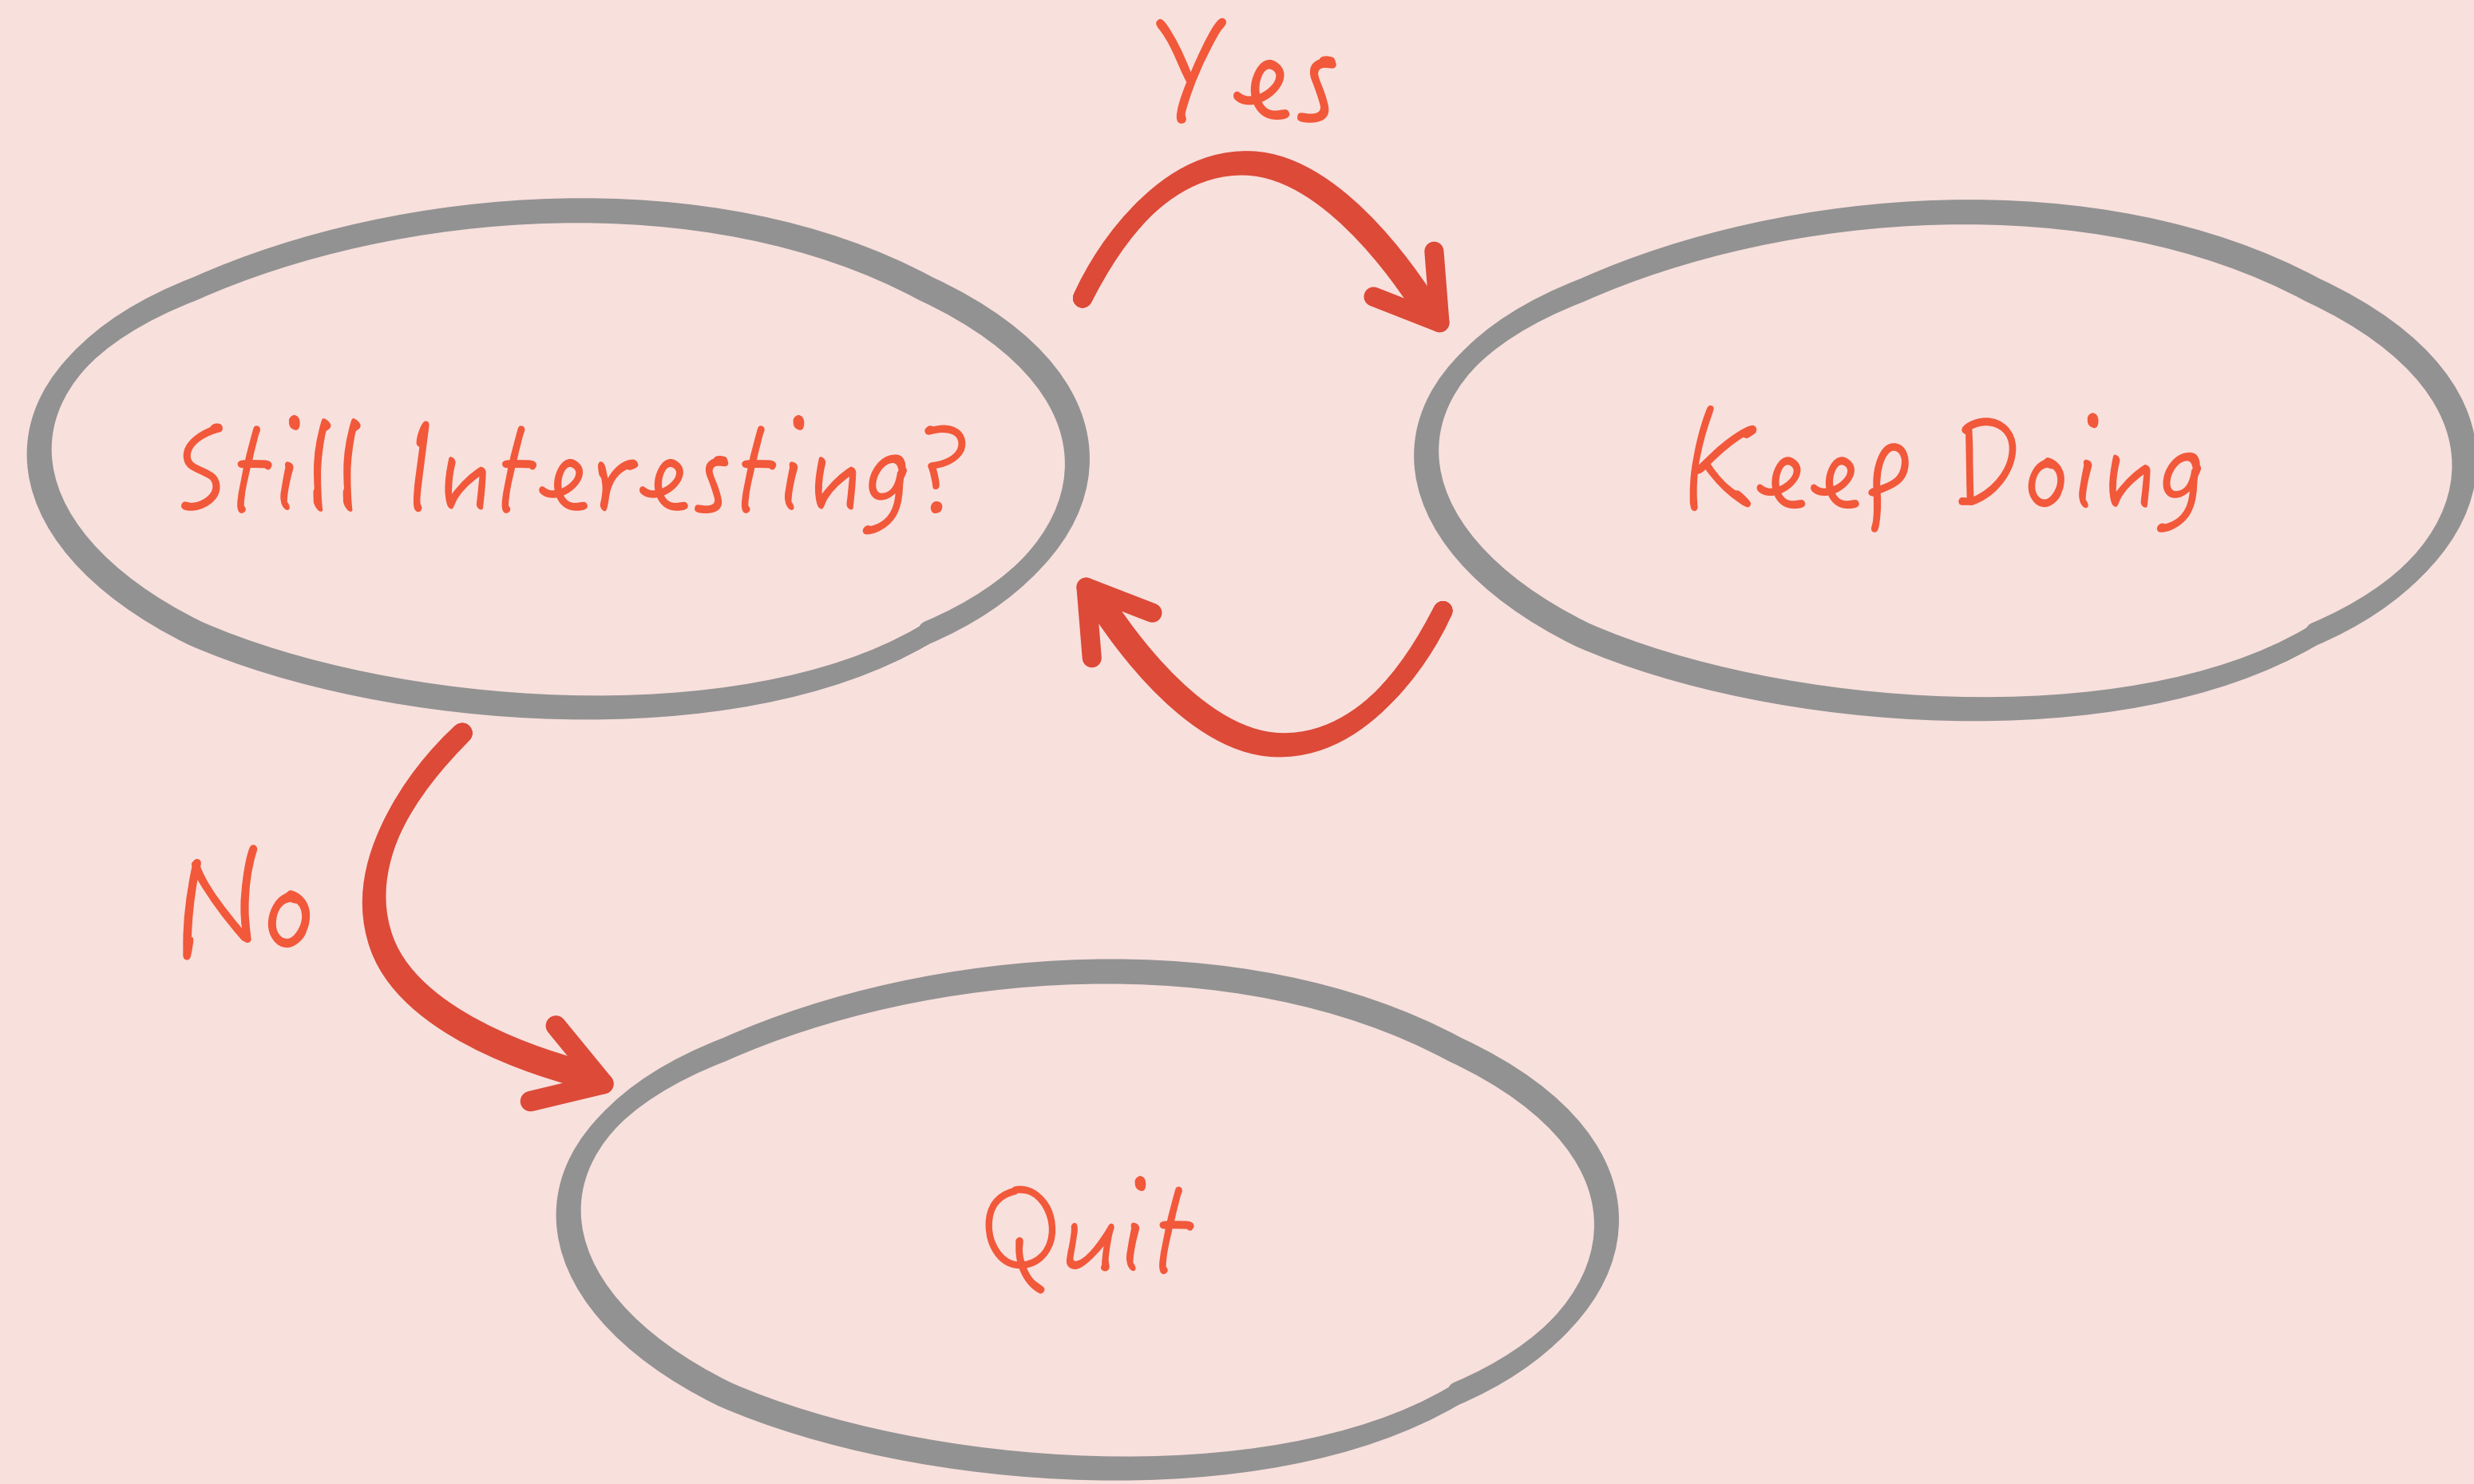 Yes
Still Interesting?
Keep Doing
No
Quit